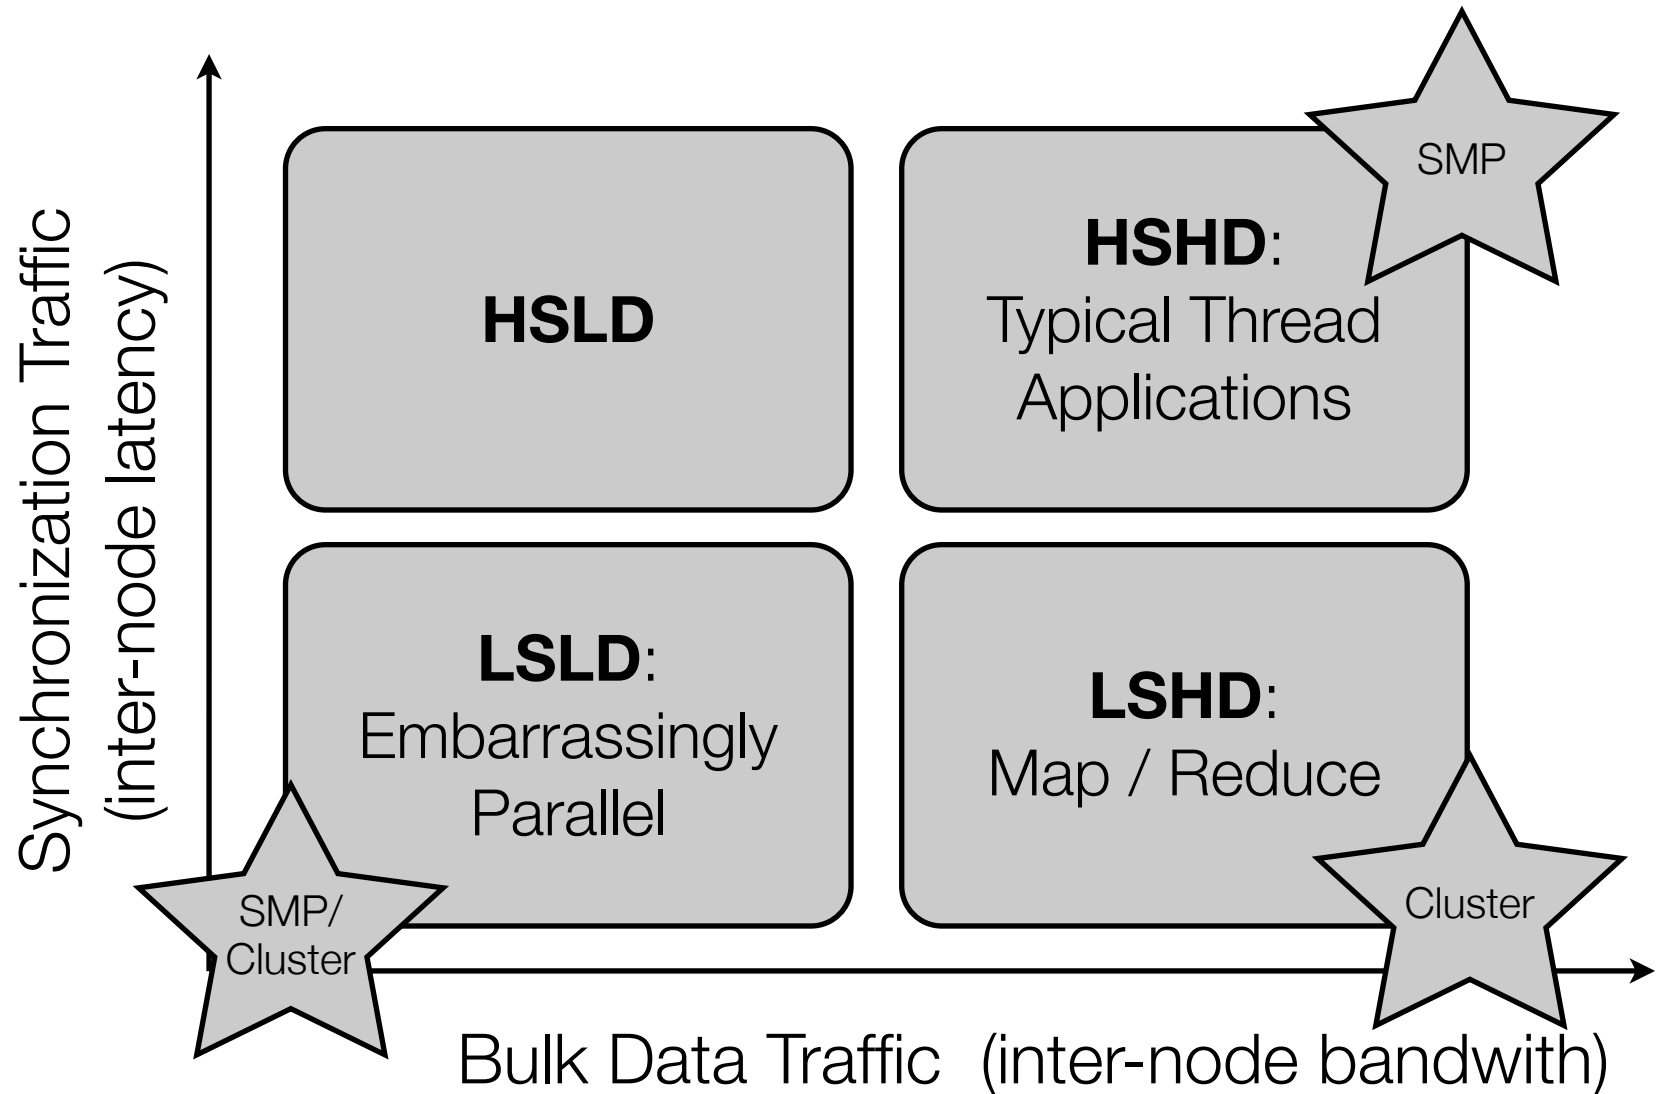 Synchronization Traffic
(inter-node latency)
HSLD
HSHD:
Typical Thread
Applications
SMP
LSLD:
Embarrassingly
Parallel
SMP/
Cluster
LSHD:
Map / Reduce
Cluster
Bulk Data Traffic (inter-node bandwith)